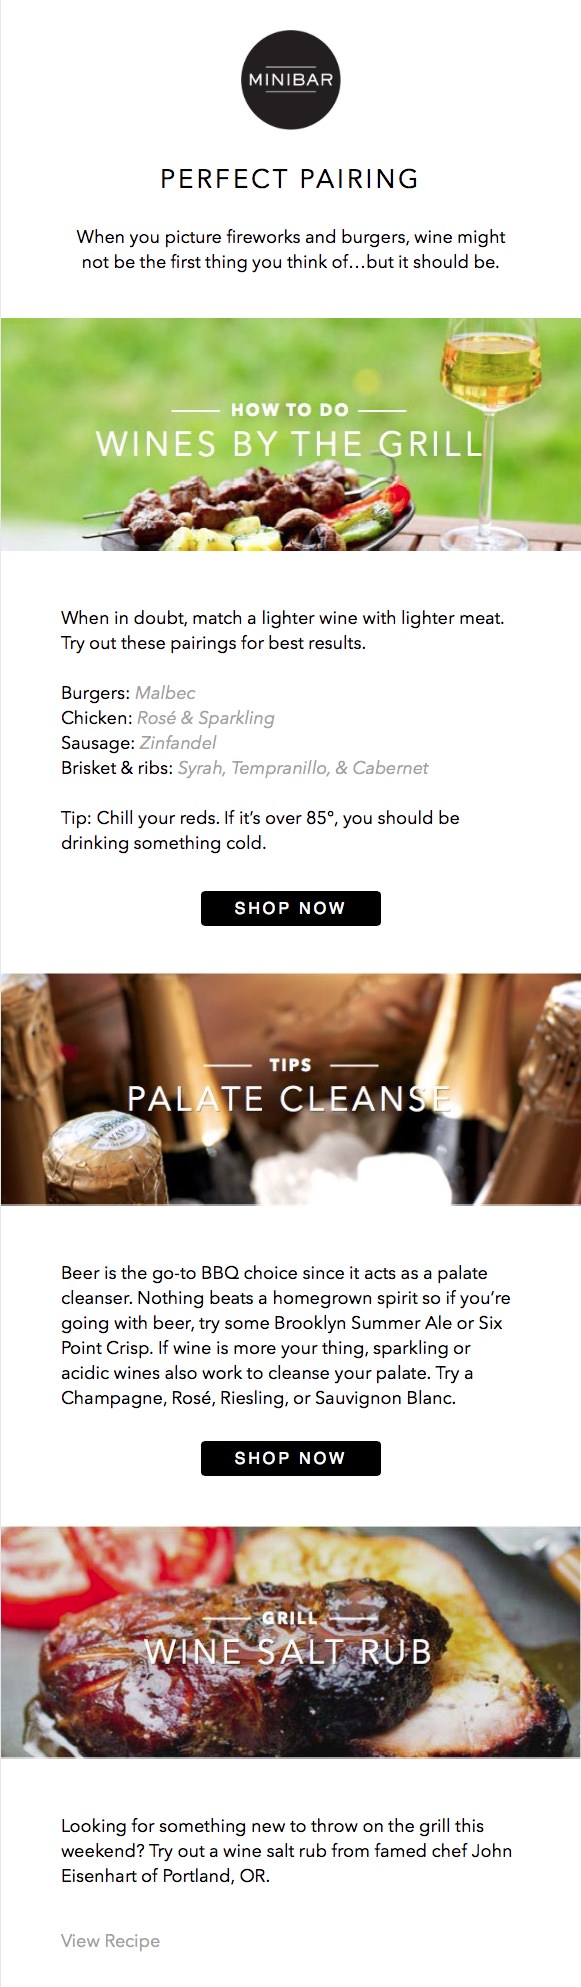 MINIBAR
PERFECT PAIRING
When you picture fireworks and burgers, wine might
not be the first thing you think of...but it should be.
HOW TO DO
WINES BY THE GRILL
When in doubt, match a lighter wine with lighter meat.
Try out these pairings for best results.
Burgers: Malbec
Chicken: Rosé & Sparkling
Sausage: Zinfandel
Brisket & ribs: Syrah, Tempranillo, & Cabernet
Tip: Chill your reds. If it’s over 85°, you should be
drinking something cold.
SHOP NOW
TIPS
PALATE CLEANSE
CAVA
Beer is the go-to BBQ choice since it acts as a palate
cleanser. Nothing beats a homegrown spirit so if you’re
going with beer, try some Brooklyn Summer Ale or Six
Point Crisp. If wine is more your thing, sparkling or
acidic wines also work to cleanse your palate. Try a
Champagne, Rosé, Riesling, or Sauvignon Blanc.
SHOP NOW
GRILL
WINE SALT RUB
Looking for something new to throw on the grill this
weekend? Try out a wine salt rub from famed chef John
Eisenhart of Portland, OR.
View Recipe